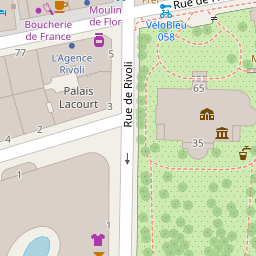 Rue de F
Moulin
de Flor
Boucherie
de France
VéloBleu
058
77
5
L'Agence
Rivoli
Palais
Lacourt
3
65
4
2
Rue de Rivoli
35
1
1